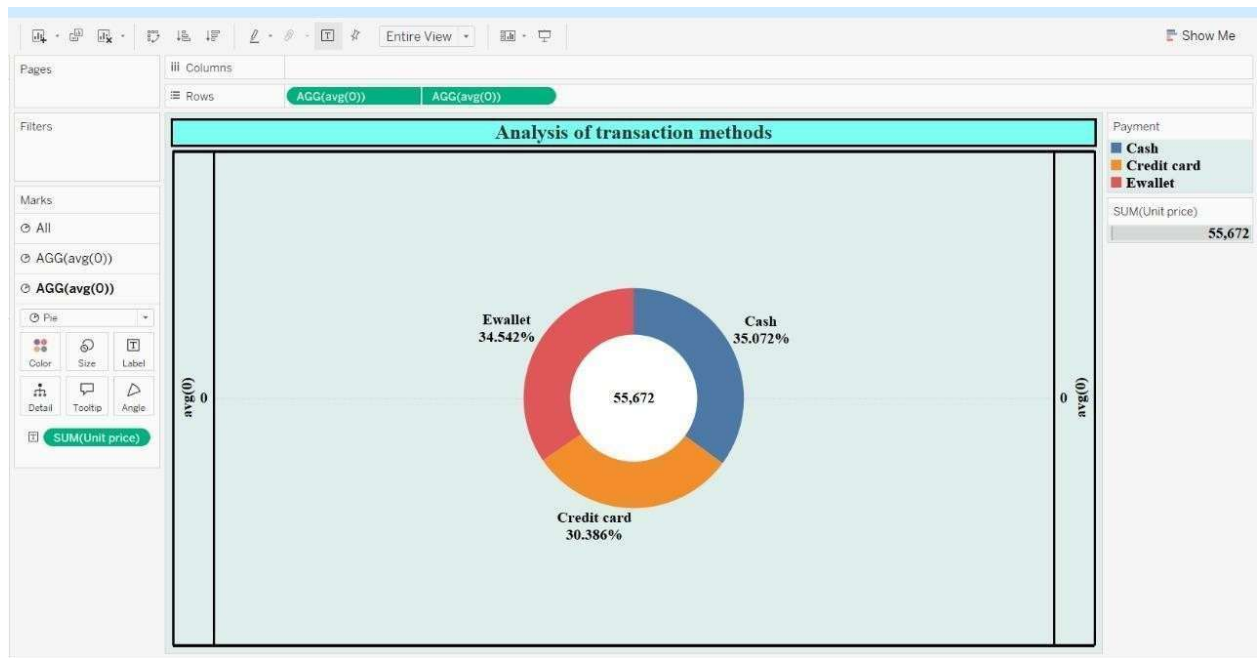 Entire View
Show Me
Pages
iii Columns
Rows AGG(avg(0)) AGG(avg(0))
Filters
Marks
All
AGG(avg(0))
AGG(avg(0))
Pie
Color Size Label
Detail Tooltip Angle
SUM(Unit price)
Analysis of transaction methods
avg(0)
0
Ewallet
34.542%
Cash
35.072%
55,672
Credit card
30.386%
0
avg(0)
Payment
Cash
Credit card
Ewallet
SUM(Unit price)
55,672